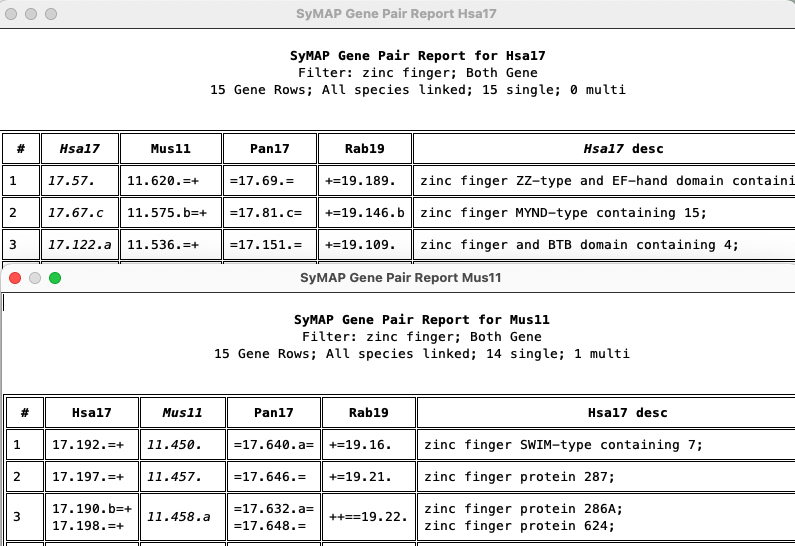 SyMAP Gene Pair Report Hsa17
SyMAP Gene Pair Report for Hsa17
Filter: zinc finger; Both Gene
15 Gene Rows; All species linked; 15 single; 0 multi
# Hsa17 Mus11 Pan17 Rab19 Hsa17 desc
1 17.57. 11.620.=+ =17.69.= +=19.189. zinc finger ZZ-type and EF-hand domain containi
2 17.67.c 11.575.b=+ =17.81.c= +=19.146.b zinc finger MYND-type containing 15;
3 17.122.a 11.536.=+ =17.151.= +=19.109. zinc finger and BTB domain containing 4;
SyMAP Gene Pair Report Mus11
SyMAP Gene Pair Report for Mus11
Filter: zinc finger; Both Gene
15 Gene Rows; All species linked; 14 single; 1 multi
# Hsa17 Mus11 Pan17 Rab19 Hsa17 desc
1 17.192.=+ 11.450. =17.640.a= +=19.16. zinc finger SWIM-type containing 7;
2 17.197.=+ 11.457. =17.646.= +=19.21. zinc finger protein 287;
3 17.190.b=+ 11.458.a =17.632.a= ++==19.22. zinc finger protein 286A;
17.198.=+ =17.648.= zinc finger protein 624;